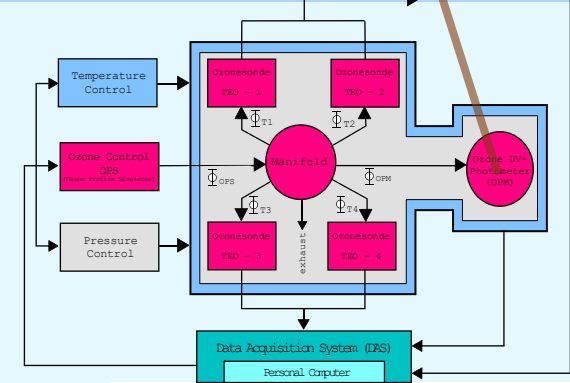 Ozonesonde
TEO - 1
Ozonesonde
TEO - 2
Temperature
Control
T1
T2
Ozone Control
OPS
(Ozone Profile Simulator)
Manifold
Ozone UV-
Photometer
(OPM)
OPS
OPM
T3
T4
Pressure
Control
Ozonesonde
TEO - 3
exhaust
Ozonesonde
TEO - 4
Data Acquisition System (DAS)
Personal Computer